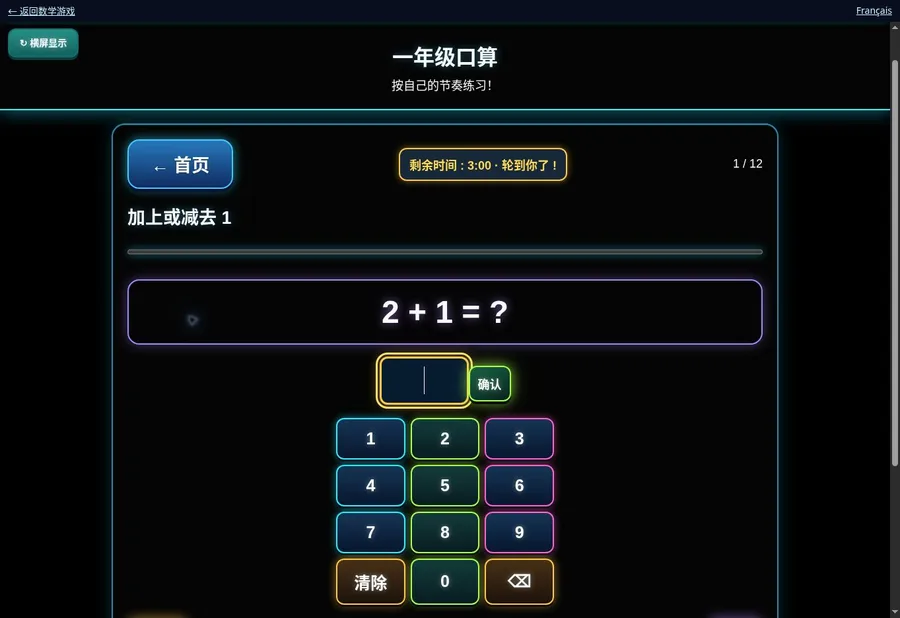 ← 返回数学游戏
Français
↻ 横屏显示
一年级口算
按自己的节奏练习!
← 首页
剩余时间 : 3:00 · 轮到你了 !
1 / 12
加上或减去 1
2 + 1 = ?
确认
1 2 3
4 5 6
7 8 9
清除 0 ⌫